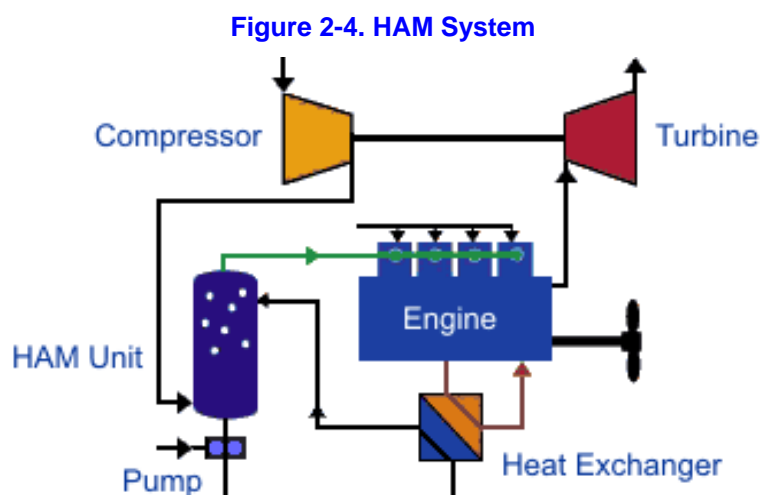 Figure 2-4. HAM System
Compressor
Turbine
Engine
HAM Unit
Heat Exchanger
Pump